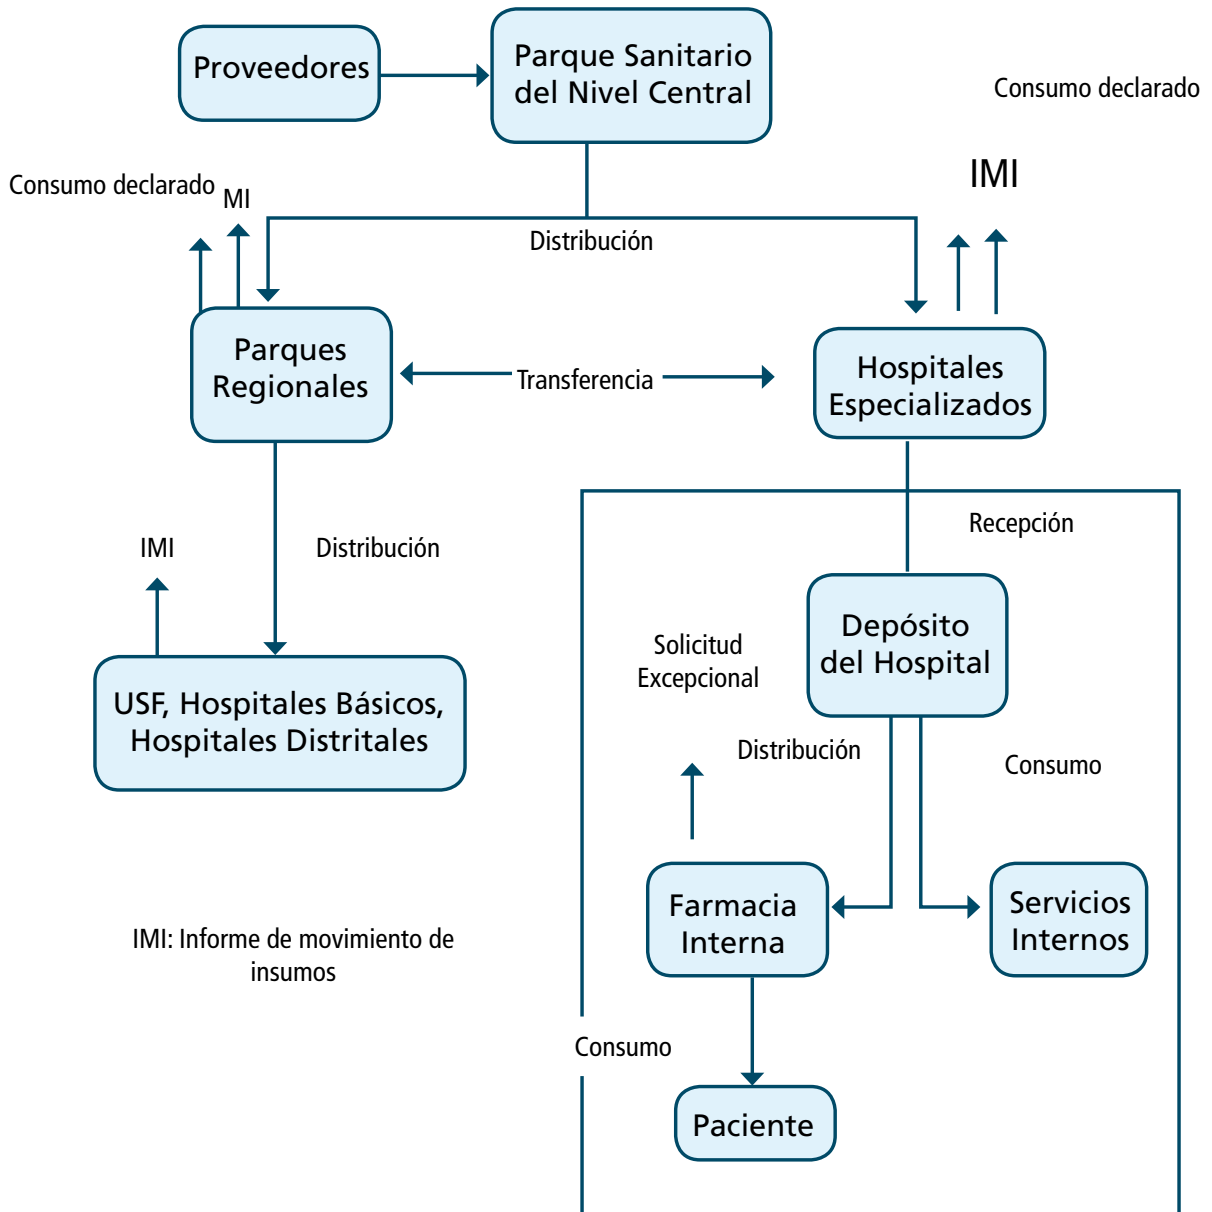 Proveedores
Parque Sanitario
del Nivel Central
Consumo declarado
IMI
Consumo declarado
MI
Distribución
Parques
Regionales
Transferencia
Hospitales
Especializados
Recepción
IMI
Distribución
Depósito
del Hospital
Solicitud
Excepcional
USF, Hospitales Básicos,
Hospitales Distritales
Distribución
Consumo
Farmacia
Interna
Servicios
Internos
IMI: Informe de movimiento de
insumos
Consumo
Paciente